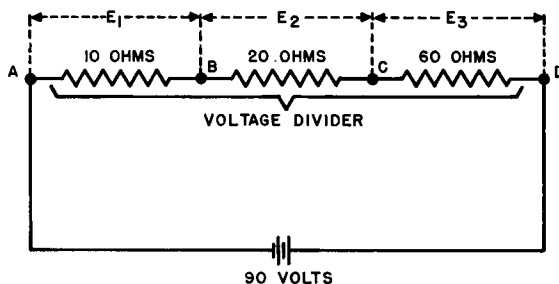 E1 E2 E3
10 OHMS 20 OHMS 60 OHMS
A B C D
VOLTAGE DIVIDER
90 VOLTS